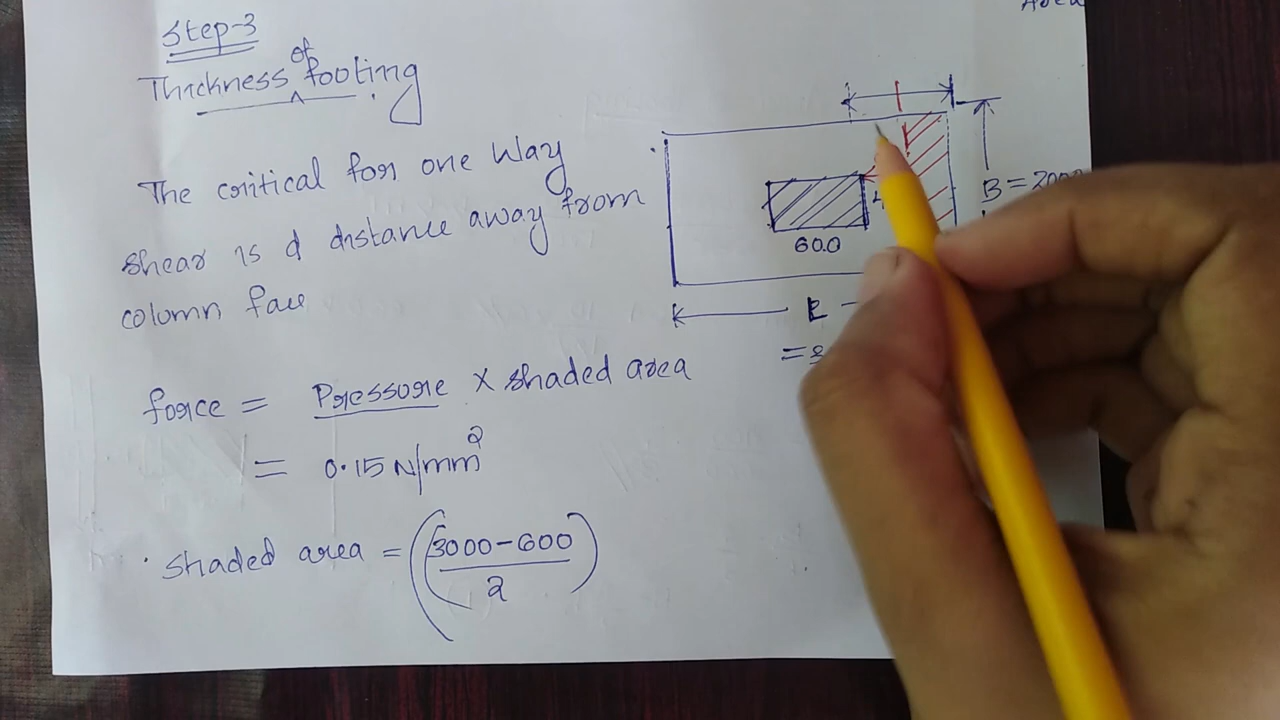 Step-3
Thickness of footing
The critical for one way
shear is d distance away from
column face
force = Pressure × shaded area
= 0.15 N/mm²
shaded area = ((3000-600)/2)
Area
B = 2000
600
L
=